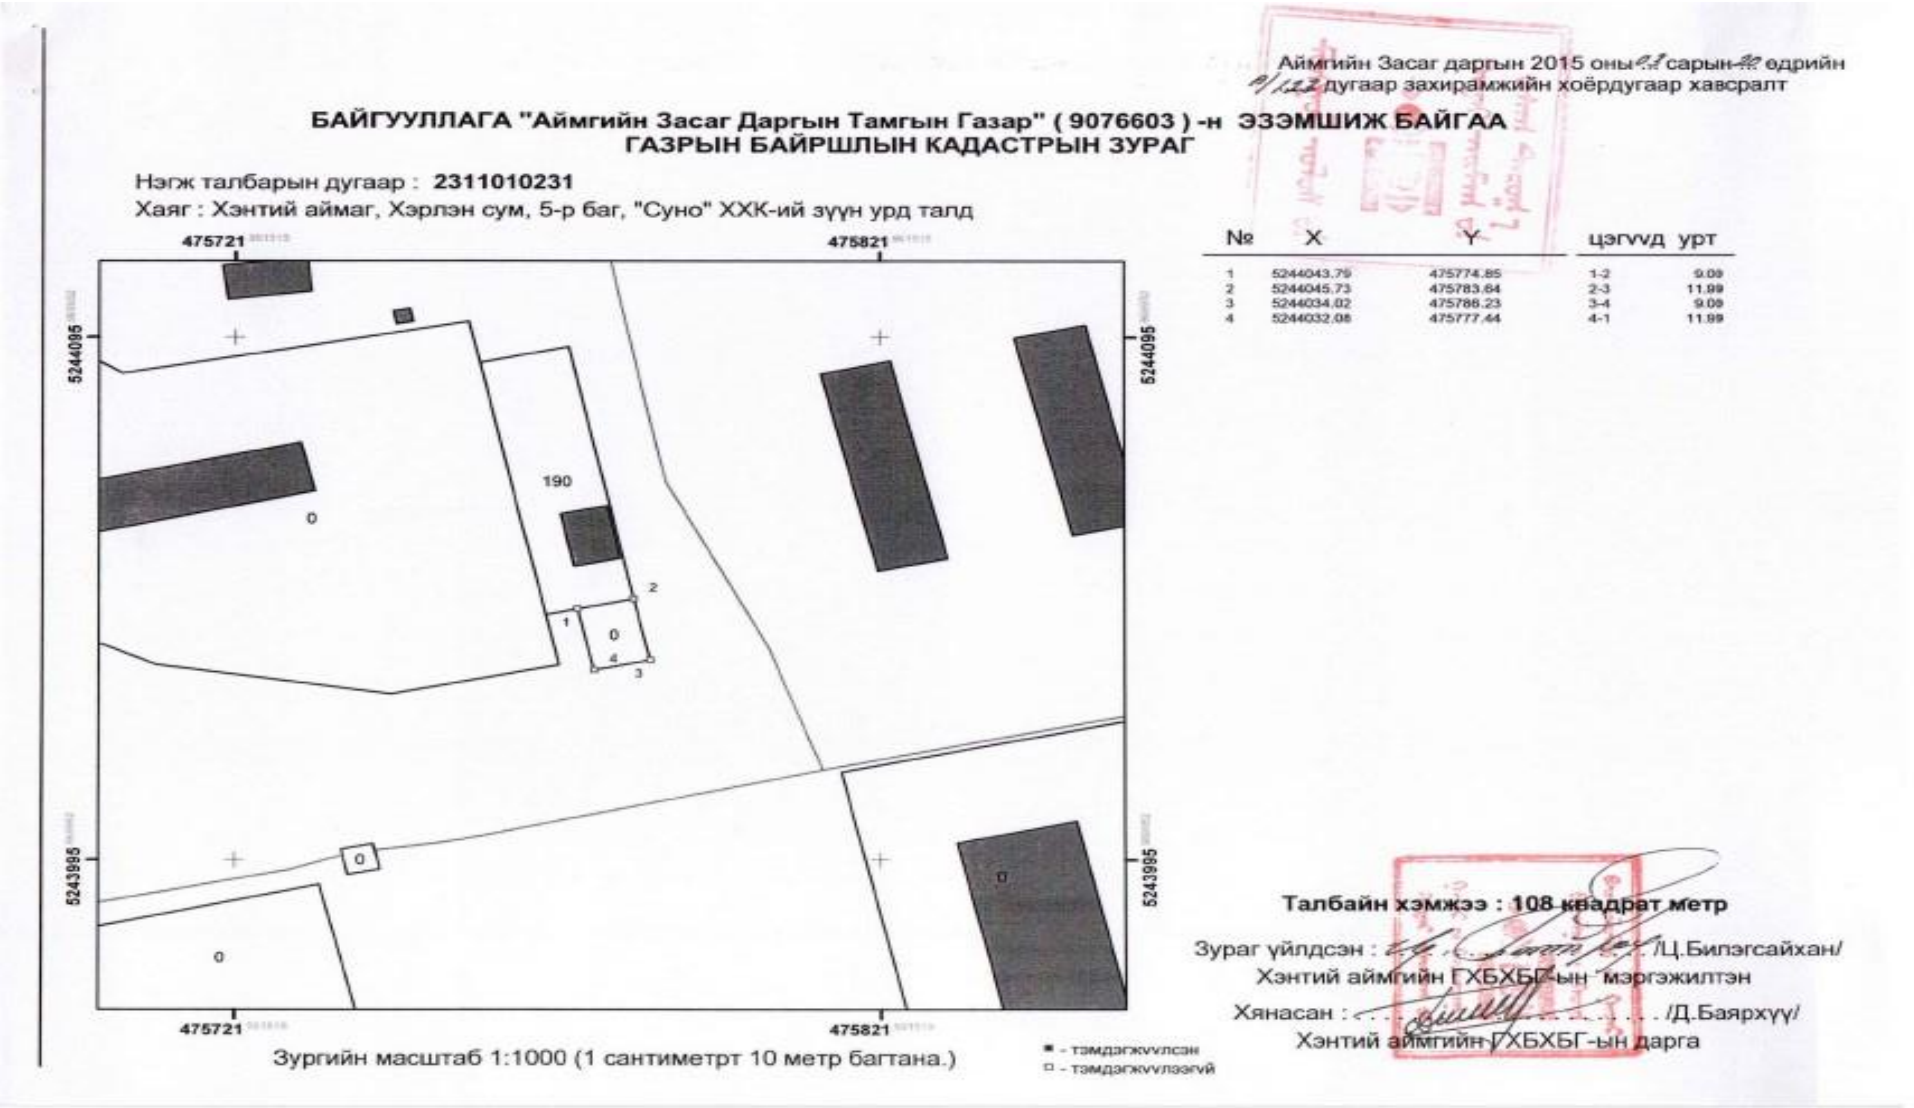 Аймгийн Засаг даргын 2015 оны сарын өдрийн
дугаар захирамжийн хоёрдугаар хавсралт
БАЙГУУЛЛАГА "Аймгийн Засаг Даргын Тамгын Газар" ( 9076603 ) -н ЭЗЭМШИЖ БАЙГАА
ГАЗРЫН БАЙРШЛЫН КАДАСТРЫН ЗУРАГ
Нэгж талбарын дугаар : 2311010231
Хаяг : Хэнтий аймаг, Хэрлэн сум, 5-р баг, "Суно" ХХК-ий зүүн урд талд
475721 475821
№ X Y цэгүүд урт
1 5244043.79 475774.85 1-2 9.00
2 5244045.73 475783.64 2-3 11.99
3 5244034.02 475786.23 3-4 9.00
4 5244032.08 475777.44 4-1 11.99
5244095 5244095
190
0
2
1
0
4
3
5243995 5243995
0
0
0
475721 475821
Зургийн масштаб 1:1000 (1 сантиметрт 10 метр багтана.)
- тэмдэгжүүлсэн
- тэмдэгжүүлээгүй
Талбайн хэмжээ : 108 квадрат метр
Зураг үйлдсэн : /Ц.Билэгсайхан/
Хэнтий аймгийн ГХБХБГ-ын мэргэжилтэн
Хянасан : /Д.Баярхүү/
Хэнтий аймгийн ГХБХБГ-ын дарга